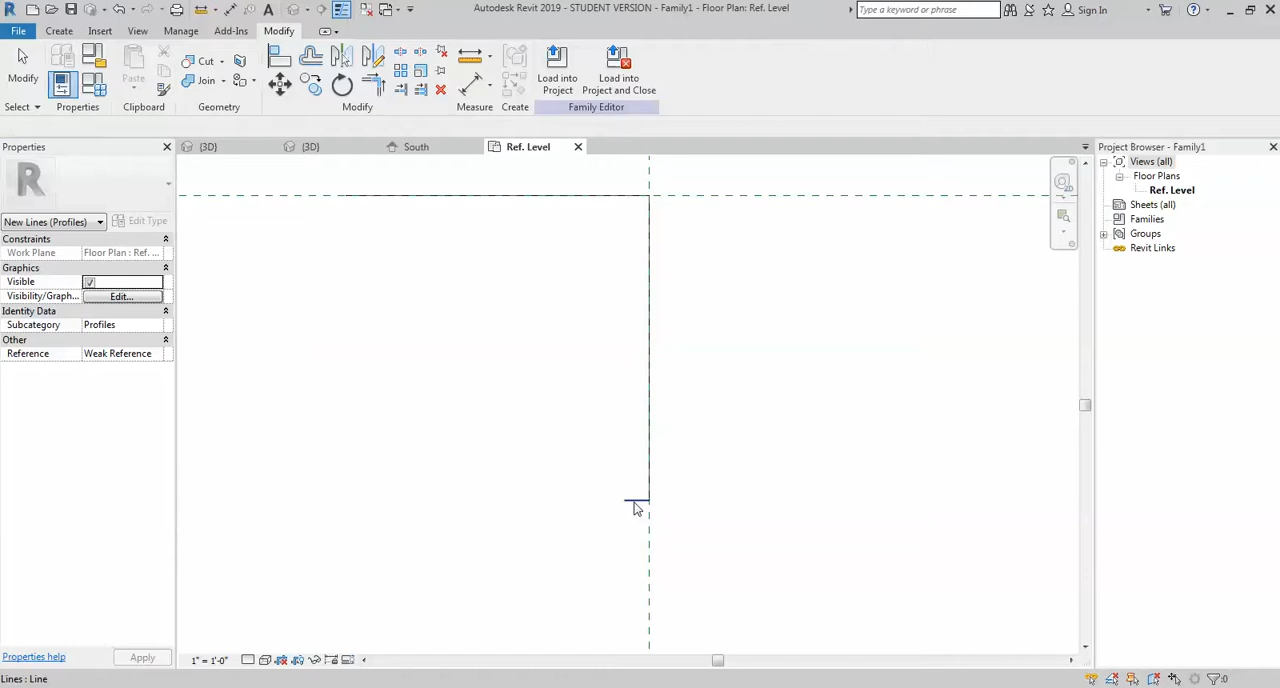 Autodesk Revit 2019 - STUDENT VERSION - Family1 - Floor Plan: Ref. Level
Type a keyword or phrase
Sign In
File Create Insert View Manage Add-Ins Modify
Modify
Paste
Cut
Join
Load into
Project
Load into
Project and Close
Select Properties Clipboard Geometry Modify Measure Create Family Editor
Properties
{3D} {3D} South Ref. Level
Project Browser - Family1
R
New Lines (Profiles) Edit Type
Constraints
Work Plane Floor Plan : Ref. ...
Graphics
Visible
Visibility/Graph... Edit...
Identity Data
Subcategory Profiles
Other
Reference Weak Reference
Properties help Apply
Views (all)
Floor Plans
Ref. Level
Sheets (all)
Families
Groups
Revit Links
2D
1" = 1'-0"
Lines : Line
:0